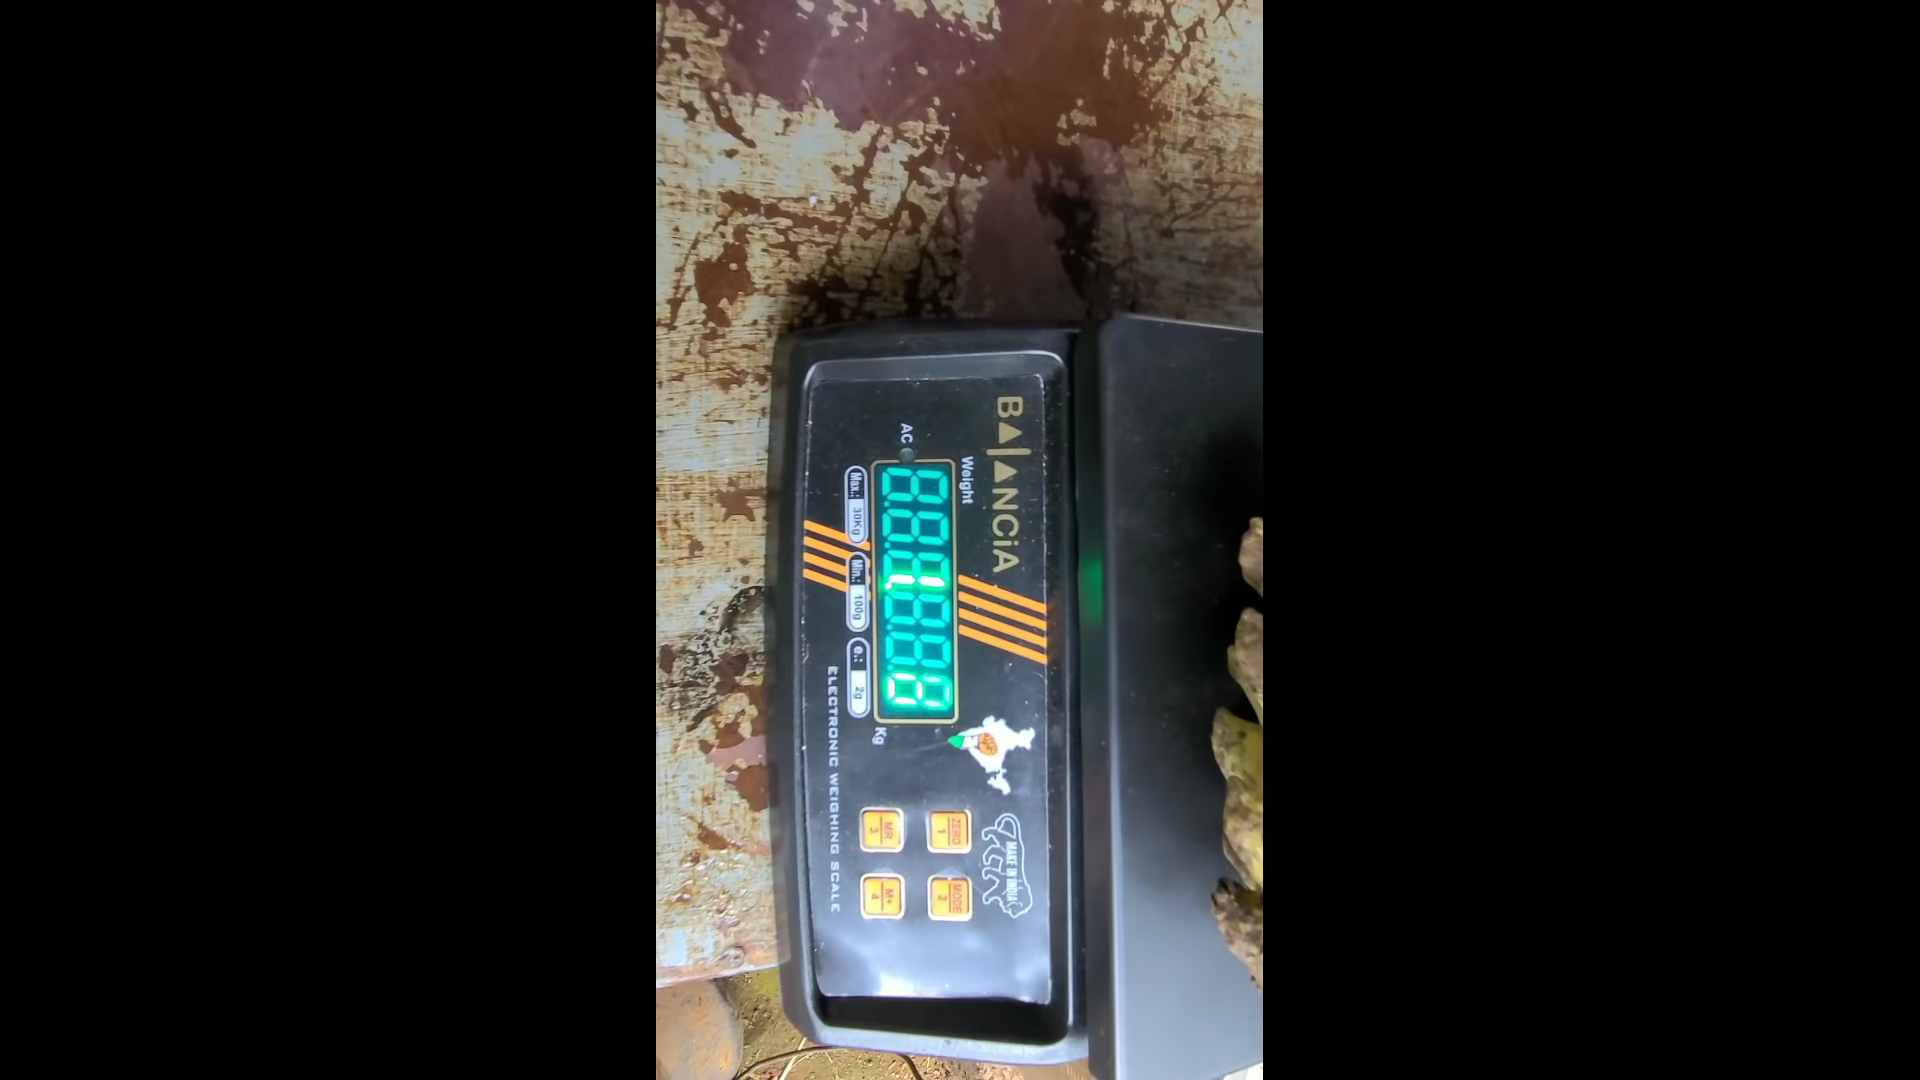 BALANCiA
Weight
AC
Kg
Max.: 30Kg Min.: 100g e.: 2g
ELECTRONIC WEIGHING SCALE
ZERO
1
MODE
2
MR
3
M+
4
MAKE IN INDIA